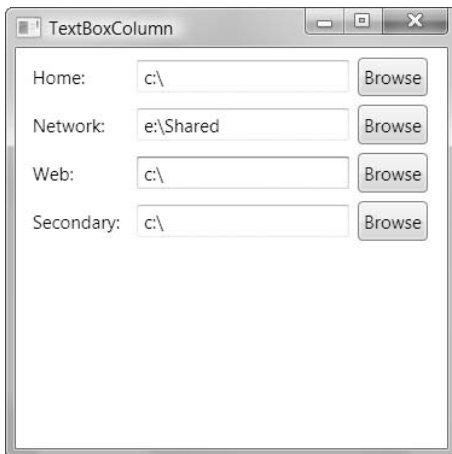 TextBoxColumn
Home: c:\ Browse
Network: e:\Shared Browse
Web: c:\ Browse
Secondary: c:\ Browse